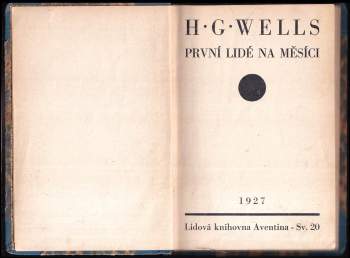 H·G·WELLS
PRVNÍ LIDÉ NA MĚSÍCI
1927
Lidová knihovna Aventina - Sv. 20